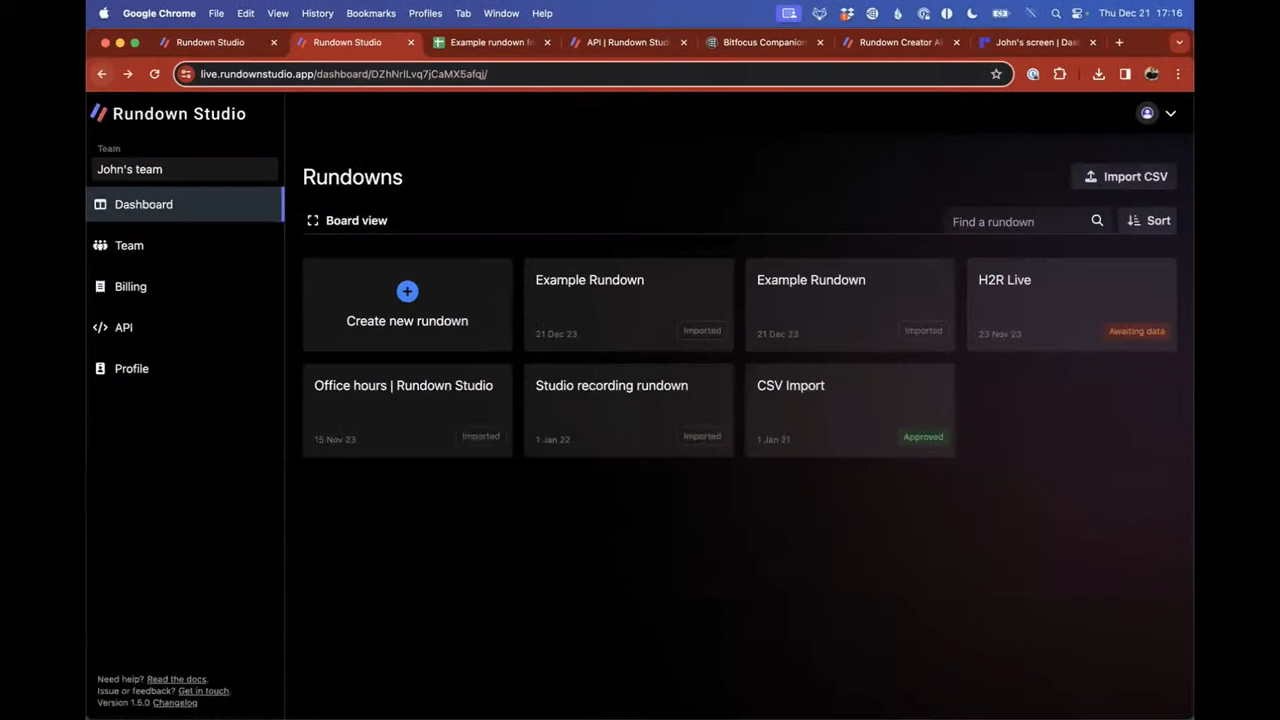 Google Chrome File Edit View History Bookmarks Profiles Tab Window Help Thu Dec 21 17:16
Rundown Studio Rundown Studio Example rundown fo API | Rundown Studi Bitfocus Companion Rundown Creator A John's screen | Das
live.rundownstudio.app/dashboard/
Rundown Studio
Team
John's team
Dashboard
Team
Billing
API
Profile
Need help? Read the docs.
Issue or feedback? Get in touch.
Version 1.5.0 Changelog
Rundowns
Import CSV
Board view
Find a rundown
Sort
Create new rundown
Example Rundown
21 Dec 23
Imported
Example Rundown
21 Dec 23
Imported
H2R Live
23 Nov 23
Awaiting data
Office hours | Rundown Studio
15 Nov 23
Imported
Studio recording rundown
1 Jan 22
Imported
CSV Import
1 Jan 21
Approved